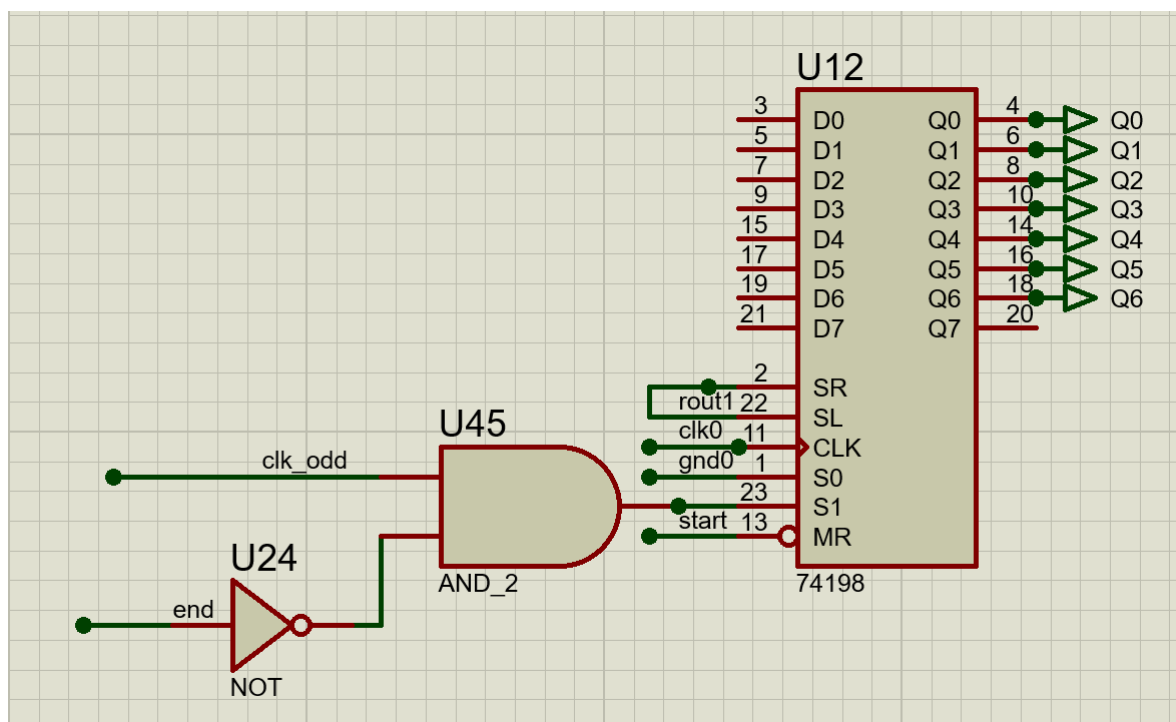 U12
3 D0 Q0 4 Q0
5 D1 Q1 6 Q1
7 D2 Q2 8 Q2
9 D3 Q3 10 Q3
15 D4 Q4 14 Q4
17 D5 Q5 16 Q5
19 D6 Q6 18 Q6
21 D7 Q7 20
2 SR
rout1 22 SL
clk0 11 CLK
gnd0 1 S0
23 S1
start 13 MR
74198
U45
clk_odd
AND_2
U24
end
NOT